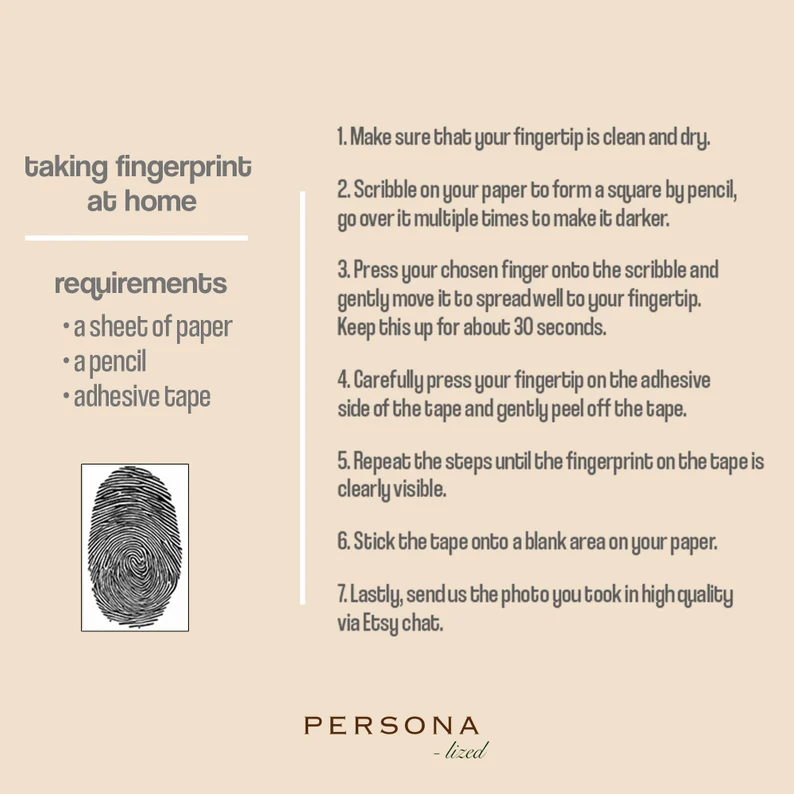 taking fingerprint
at home
requirements
• a sheet of paper
• a pencil
• adhesive tape
1. Make sure that your fingertip is clean and dry.
2. Scribble on your paper to form a square by pencil,
go over it multiple times to make it darker.
3. Press your chosen finger onto the scribble and
gently move it to spread well to your fingertip.
Keep this up for about 30 seconds.
4. Carefully press your fingertip on the adhesive
side of the tape and gently peel off the tape.
5. Repeat the steps until the fingerprint on the tape is
clearly visible.
6. Stick the tape onto a blank area on your paper.
7. Lastly, send us the photo you took in high quality
via Etsy chat.
PERSONA
- lized